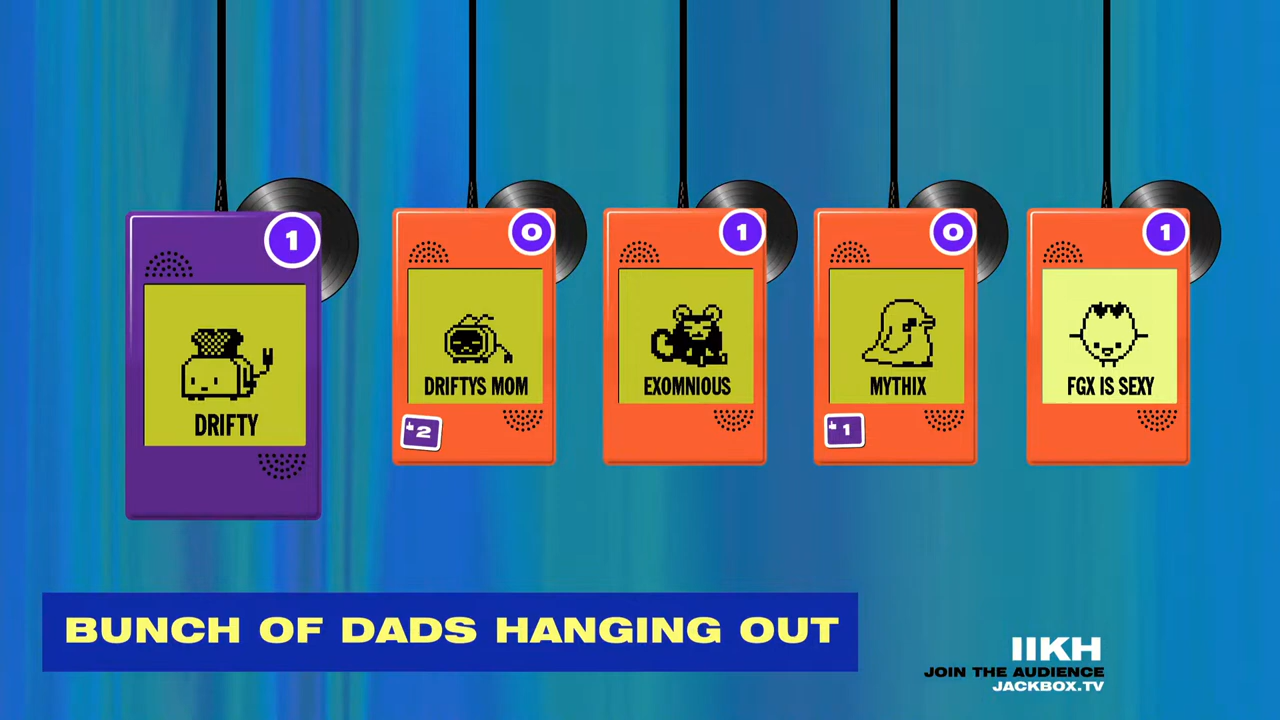 1
0
1
0
1
DRIFTY
DRIFTYS MOM
EXOMNIOUS
MYTHIX
FGX IS SEXY
2
1
BUNCH OF DADS HANGING OUT
IIKH
JOIN THE AUDIENCE
JACKBOX.TV